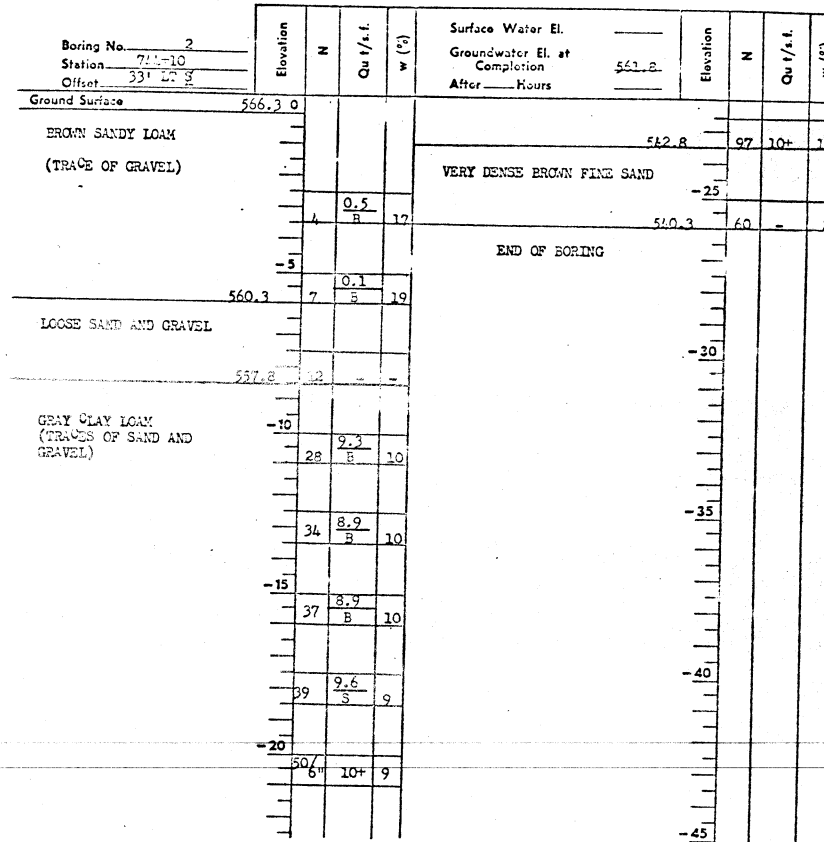 Boring No. 2
Station
Offset 33' LT
Elevation
N
Qu t/s.f.
w (%)
Surface Water El.
Groundwater El. at
Completion 561.8
After Hours
Elevation
N
Qu t/s.f.
Ground Surface 566.3 0
BROWN SANDY LOAM
(TRACE OF GRAVEL)
4 0.5 B 17
-5
560.3 7 0.1 B 19
LOOSE SAND AND GRAVEL
557.8 12 - -
GRAY CLAY LOAM
(TRACES OF SAND AND
GRAVEL)
-10
28 9.3 B 10
34 8.9 B 10
-15
37 8.9 B 10
39 9.6 S 9
-20
50/6" 10+ 9
542.8 97 10+
VERY DENSE BROWN FINE SAND
-25
540.3 60 -
END OF BORING
-30
-35
-40
-45